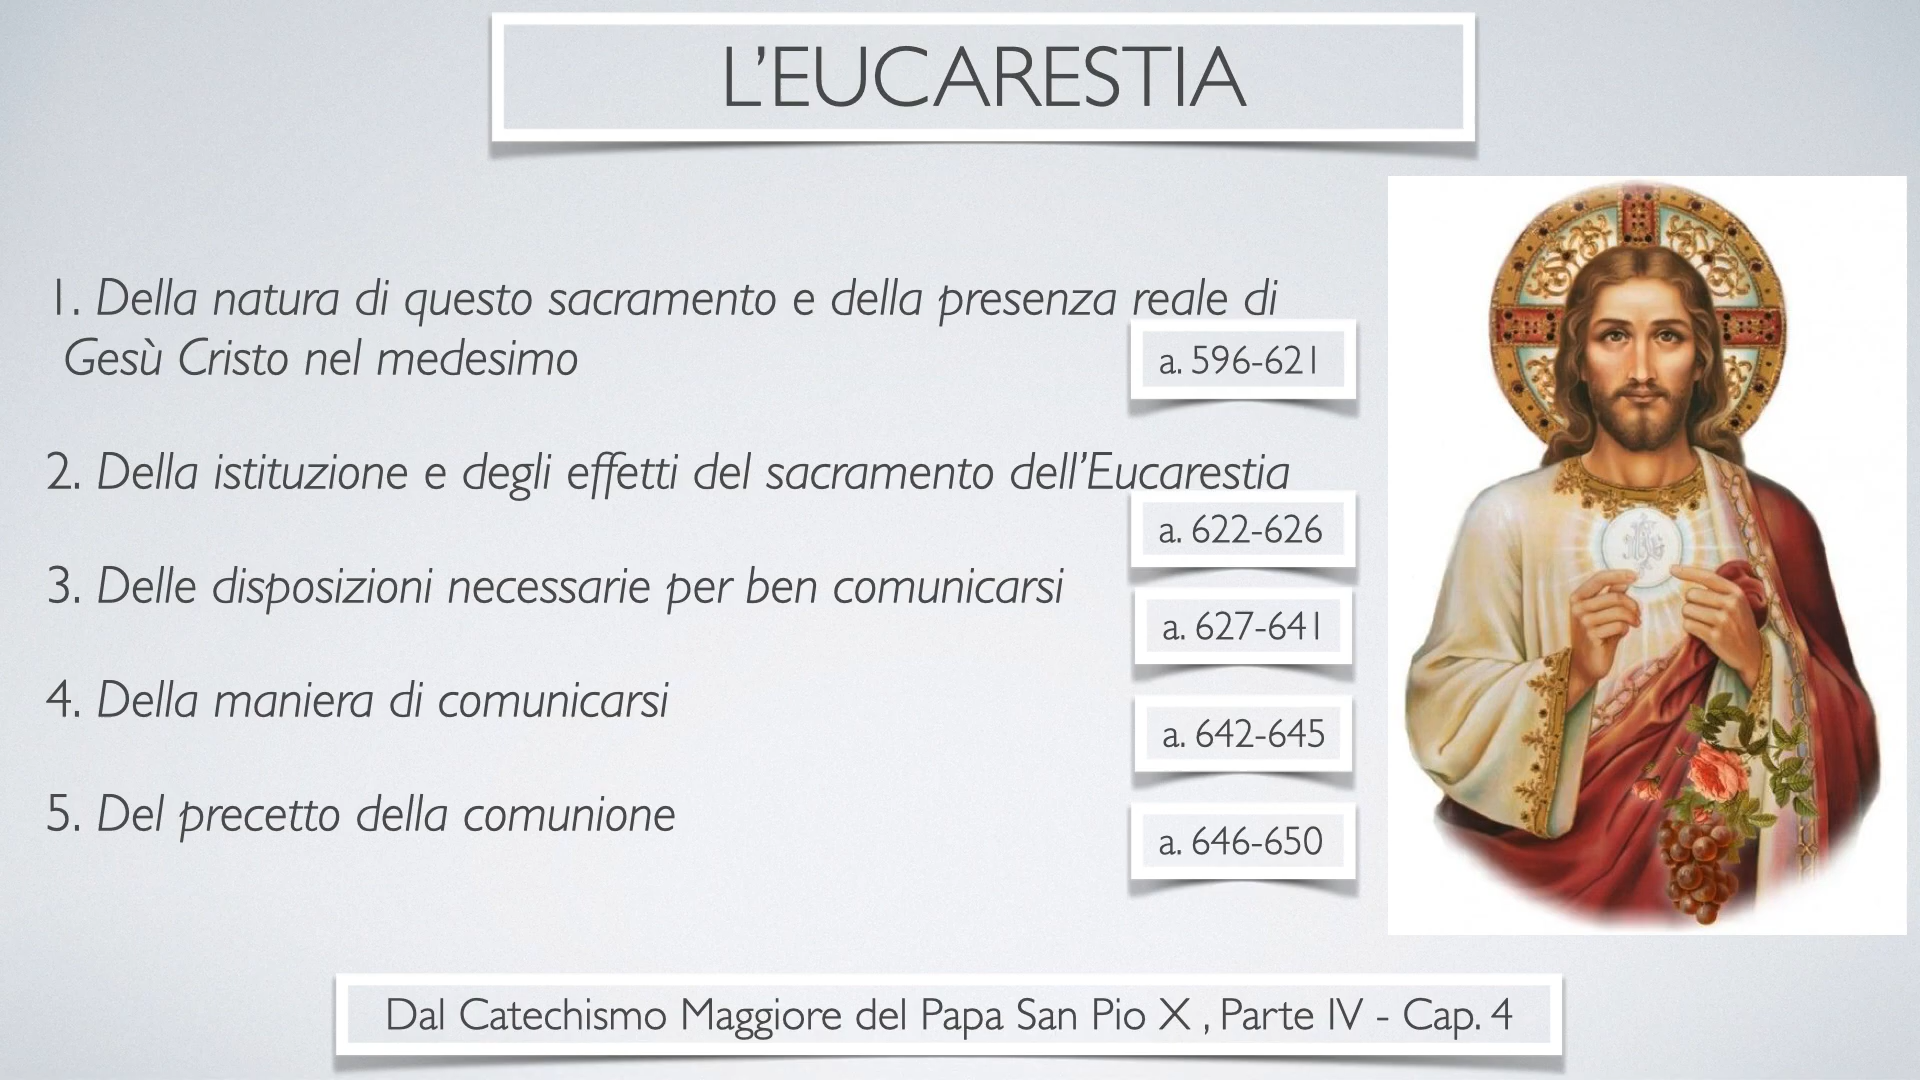 L’EUCARESTIA
1. Della natura di questo sacramento e della presenza reale di
Gesù Cristo nel medesimo
a. 596-621
2. Della istituzione e degli effetti del sacramento dell’Eucarestia
a. 622-626
3. Delle disposizioni necessarie per ben comunicarsi
a. 627-641
4. Della maniera di comunicarsi
a. 642-645
5. Del precetto della comunione
a. 646-650
Dal Catechismo Maggiore del Papa San Pio X , Parte IV - Cap. 4